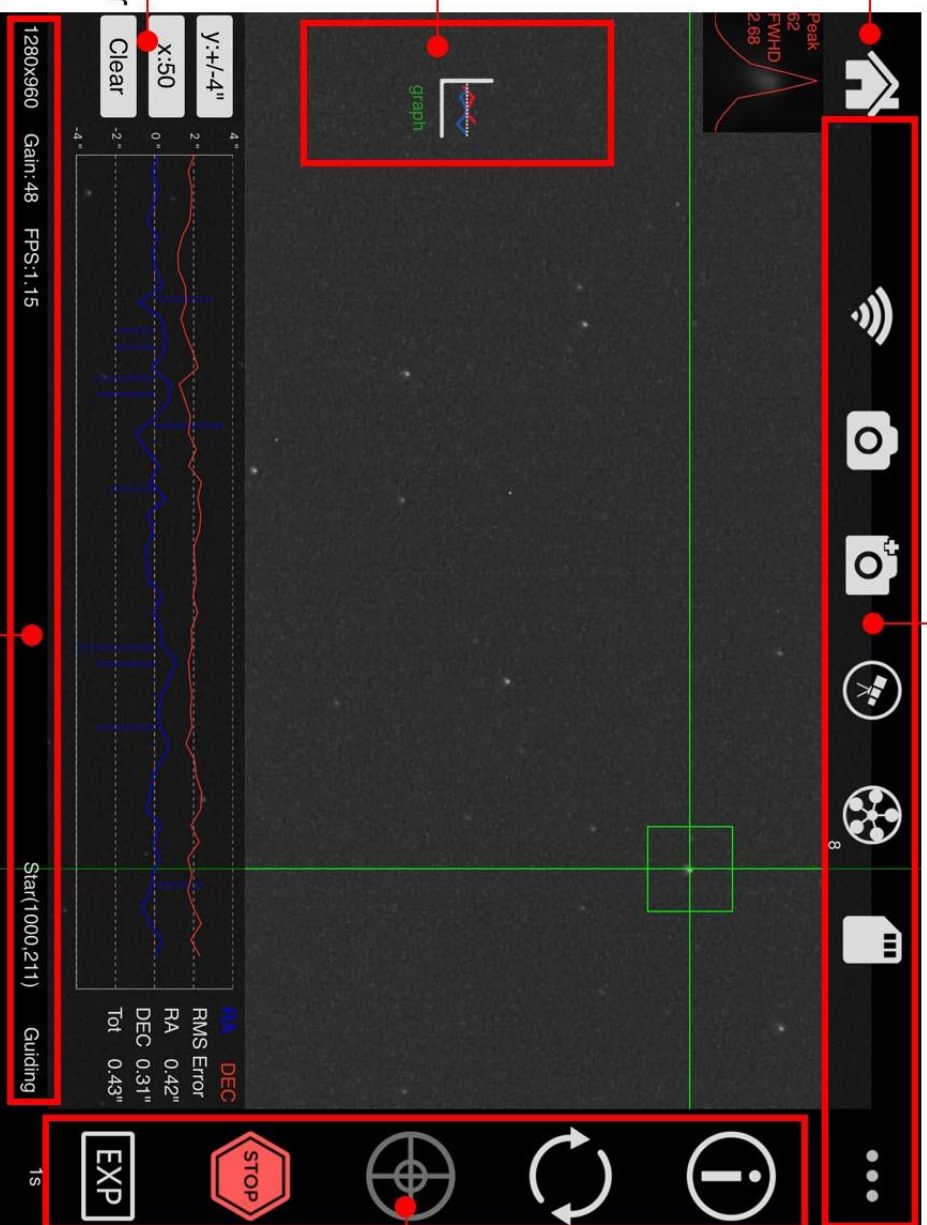 Peak
62
FWHD
2.68
8
graph
y:+/-4"
x:50
Clear
4"
2"
0"
-2"
-4"
RA DEC
RMS Error
RA 0.42"
DEC 0.31"
Tot 0.43"
1280x960 Gain:48 FPS:1.15 Star(1000,211) Guiding 1s
STOP
EXP